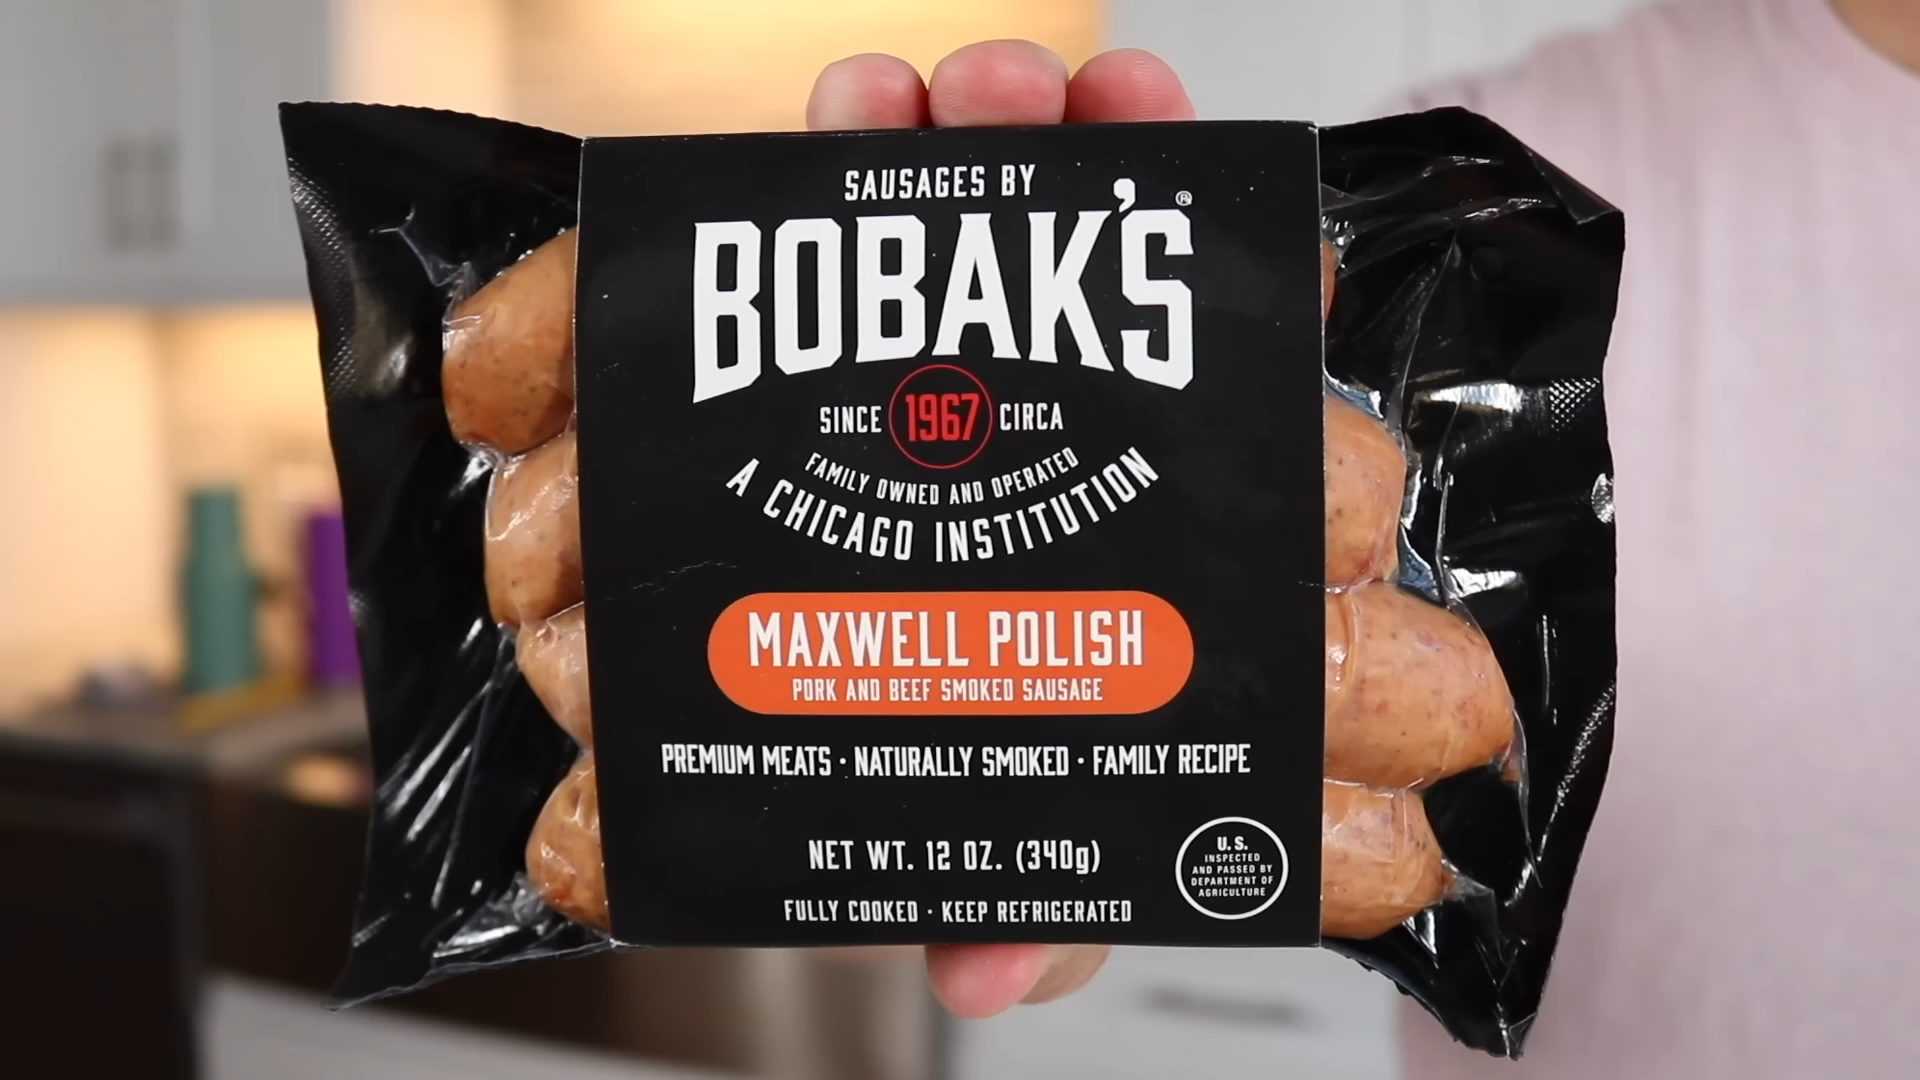 SAUSAGES BY
BOBAK'S®
SINCE 1967 CIRCA
FAMILY OWNED AND OPERATED
A CHICAGO INSTITUTION
MAXWELL POLISH
PORK AND BEEF SMOKED SAUSAGE
PREMIUM MEATS · NATURALLY SMOKED · FAMILY RECIPE
NET WT. 12 OZ. (340g)
FULLY COOKED · KEEP REFRIGERATED
U.S.
INSPECTED
AND PASSED BY
DEPARTMENT OF
AGRICULTURE